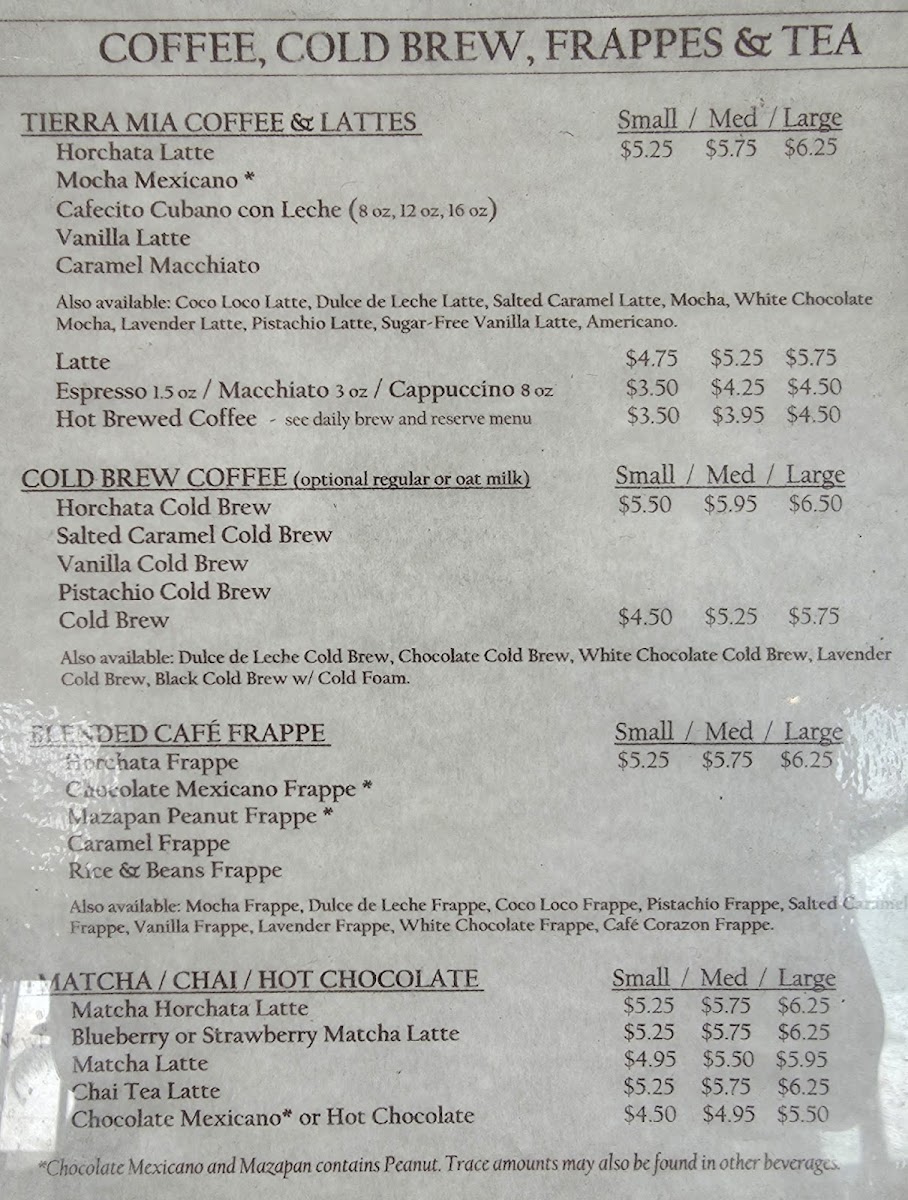 COFFEE, COLD BREW, FRAPPES & TEA
TIERRA MIA COFFEE & LATTES Small / Med / Large
Horchata Latte $5.25 $5.75 $6.25
Mocha Mexicano *
Cafecito Cubano con Leche (8 oz, 12 oz, 16 oz)
Vanilla Latte
Caramel Macchiato
Also available: Coco Loco Latte, Dulce de Leche Latte, Salted Caramel Latte, Mocha, White Chocolate
Mocha, Lavender Latte, Pistachio Latte, Sugar-Free Vanilla Latte, Americano.
Latte $4.75 $5.25 $5.75
Espresso 1.5 oz / Macchiato 3 oz / Cappuccino 8 oz $3.50 $4.25 $4.50
Hot Brewed Coffee - see daily brew and reserve menu $3.50 $3.95 $4.50
COLD BREW COFFEE (optional regular or oat milk) Small / Med / Large
Horchata Cold Brew $5.50 $5.95 $6.50
Salted Caramel Cold Brew
Vanilla Cold Brew
Pistachio Cold Brew
Cold Brew $4.50 $5.25 $5.75
Also available: Dulce de Leche Cold Brew, Chocolate Cold Brew, White Chocolate Cold Brew, Lavender
Cold Brew, Black Cold Brew w/ Cold Foam.
BLENDED CAFÉ FRAPPE Small / Med / Large
Horchata Frappe $5.25 $5.75 $6.25
Chocolate Mexicano Frappe *
Mazapan Peanut Frappe *
Caramel Frappe
Rice & Beans Frappe
Also available: Mocha Frappe, Dulce de Leche Frappe, Coco Loco Frappe, Pistachio Frappe, Salted Caramel
Frappe, Vanilla Frappe, Lavender Frappe, White Chocolate Frappe, Café Corazon Frappe.
MATCHA / CHAI / HOT CHOCOLATE Small / Med / Large
Matcha Horchata Latte $5.25 $5.75 $6.25
Blueberry or Strawberry Matcha Latte $5.25 $5.75 $6.25
Matcha Latte $4.95 $5.50 $5.95
Chai Tea Latte $5.25 $5.75 $6.25
Chocolate Mexicano* or Hot Chocolate $4.50 $4.95 $5.50
*Chocolate Mexicano and Mazapan contains Peanut. Trace amounts may also be found in other beverages.